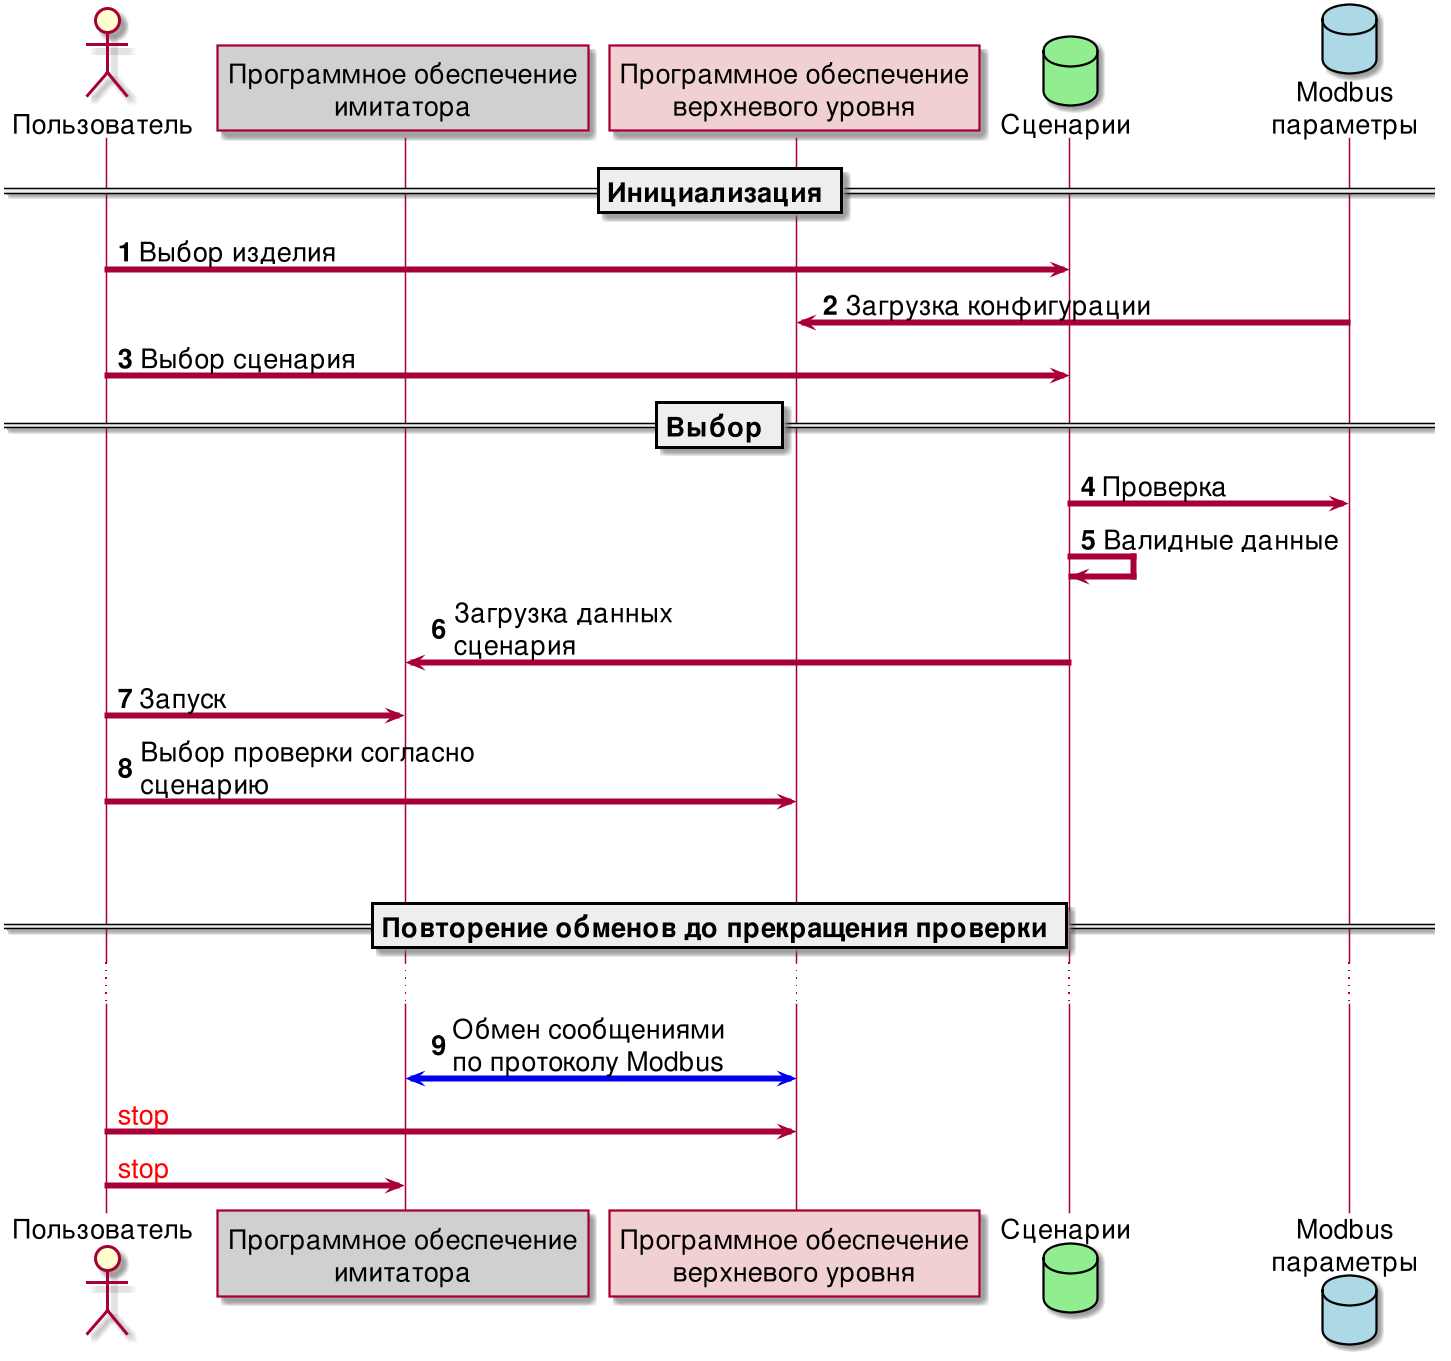 Пользователь
Программное обеспечение
имитатора
Программное обеспечение
верхневого уровня
Сценарии
Modbus
параметры
Инициализация
1 Выбор изделия
2 Загрузка конфигурации
3 Выбор сценария
Выбор
4 Проверка
5 Валидные данные
6 Загрузка данных
сценария
7 Запуск
8 Выбор проверки согласно
сценарию
Повторение обменов до прекращения проверки
9 Обмен сообщениями
по протоколу Modbus
stop
stop
Пользователь
Программное обеспечение
имитатора
Программное обеспечение
верхневого уровня
Сценарии
Modbus
параметры